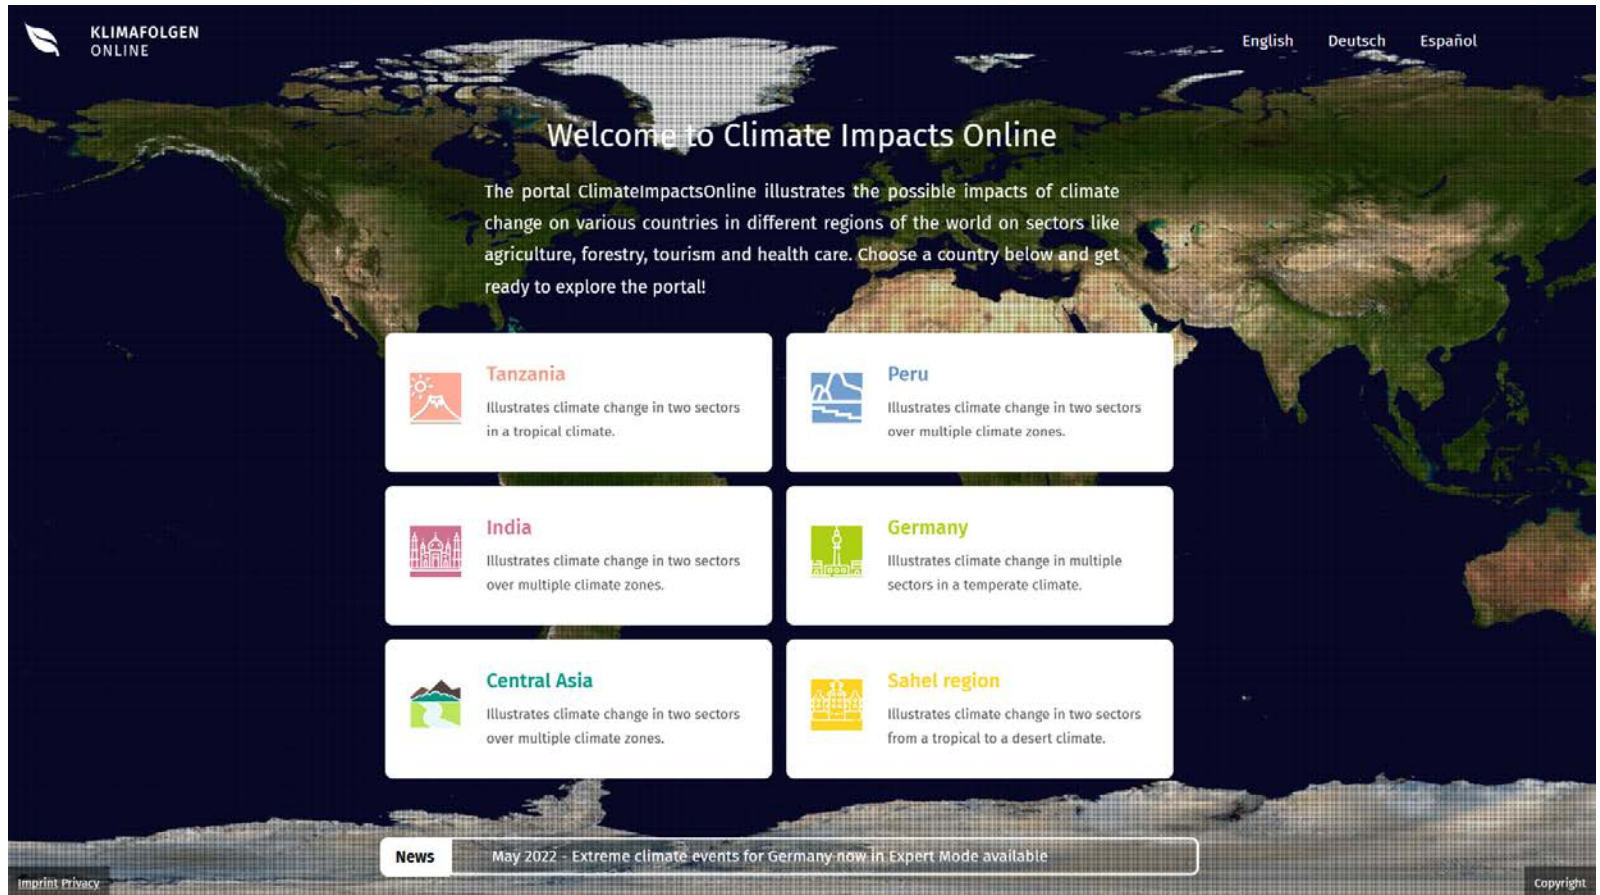 KLIMAFOLGEN
ONLINE
English Deutsch Español
Welcome to Climate Impacts Online
The portal ClimateImpactsOnline illustrates the possible impacts of climate
change on various countries in different regions of the world on sectors like
agriculture, forestry, tourism and health care. Choose a country below and get
ready to explore the portal!
Tanzania
Illustrates climate change in two sectors
in a tropical climate.
Peru
Illustrates climate change in two sectors
over multiple climate zones.
India
Illustrates climate change in two sectors
over multiple climate zones.
Germany
Illustrates climate change in multiple
sectors in a temperate climate.
Central Asia
Illustrates climate change in two sectors
over multiple climate zones.
Sahel region
Illustrates climate change in two sectors
from a tropical to a desert climate.
News May 2022 - Extreme climate events for Germany now in Expert Mode available
Imprint Privacy
Copyright